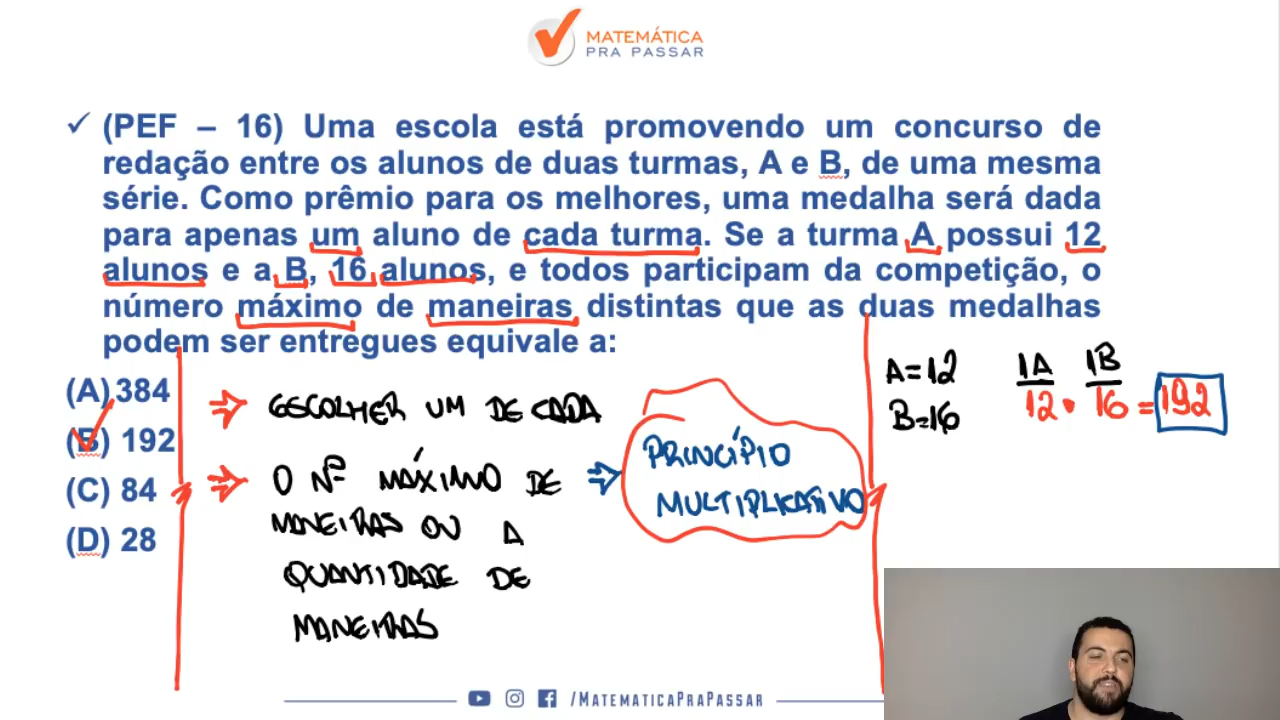 MATEMÁTICA
PRA PASSAR
✓ (PEF – 16) Uma escola está promovendo um concurso de
redação entre os alunos de duas turmas, A e B, de uma mesma
série. Como prêmio para os melhores, uma medalha será dada
para apenas um aluno de cada turma. Se a turma A possui 12
alunos e a B, 16 alunos, e todos participam da competição, o
número máximo de maneiras distintas que as duas medalhas
podem ser entregues equivale a:
(A) 384
(B) 192
(C) 84
(D) 28
⇒ ESCOLHER UM DE CADA
⇒ O Nº MÁXIMO DE
MANEIRAS OU A
QUANTIDADE DE
MANEIRAS
⇒ PRINCÍPIO
MULTIPLICATIVO
A=12
B=16
1A 1B
12 • 16 = 192
/MATEMATICAPRAPASSAR